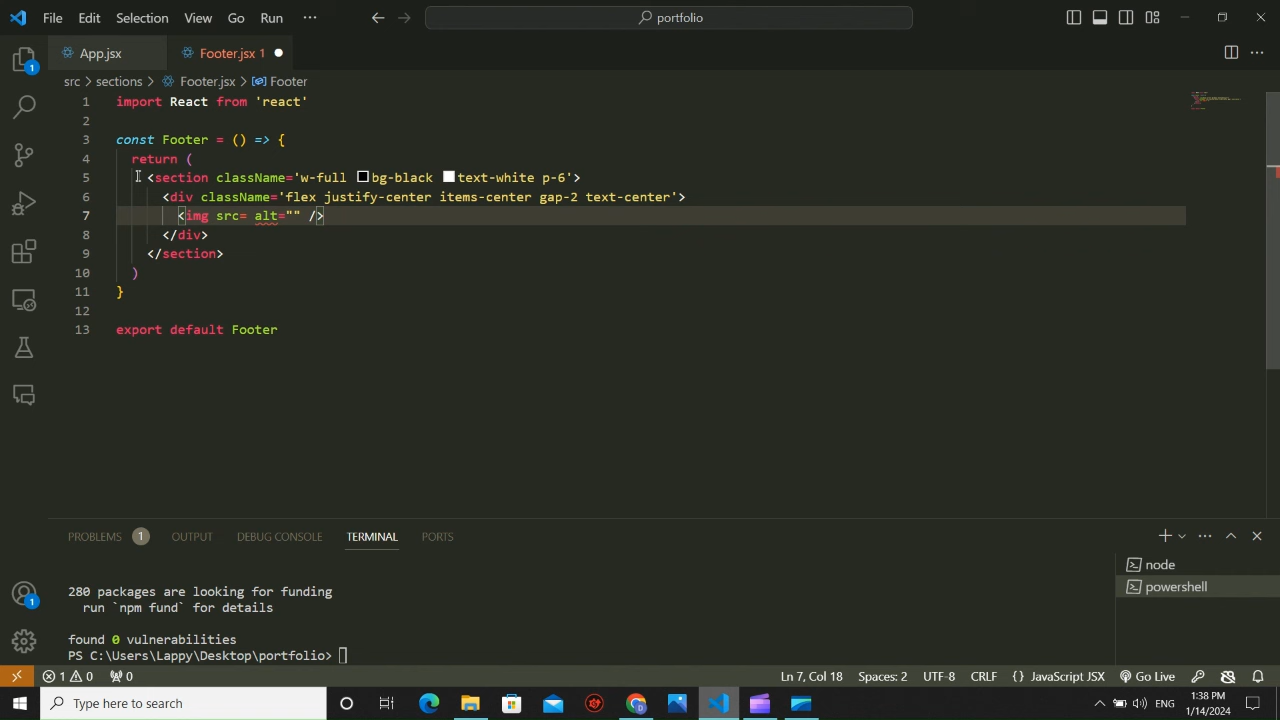 File Edit Selection View Go Run ··· portfolio
App.jsx Footer.jsx 1
src > sections > Footer.jsx > Footer
1 import React from 'react'
2
3 const Footer = () => {
4 return (
5 <section className='w-full bg-black text-white p-6'>
6 <div className='flex justify-center items-center gap-2 text-center'>
7 <img src= alt="" />
8 </div>
9 </section>
10 )
11 }
12
13 export default Footer
PROBLEMS 1 OUTPUT DEBUG CONSOLE TERMINAL PORTS
280 packages are looking for funding
run `npm fund` for details
found 0 vulnerabilities
PS C:\Users\Lappy\Desktop\portfolio>
node
powershell
1
1
1 0 0 Ln 7, Col 18 Spaces: 2 UTF-8 CRLF {} JavaScript JSX Go Live
Type here to search
ENG
1:38 PM
1/14/2024